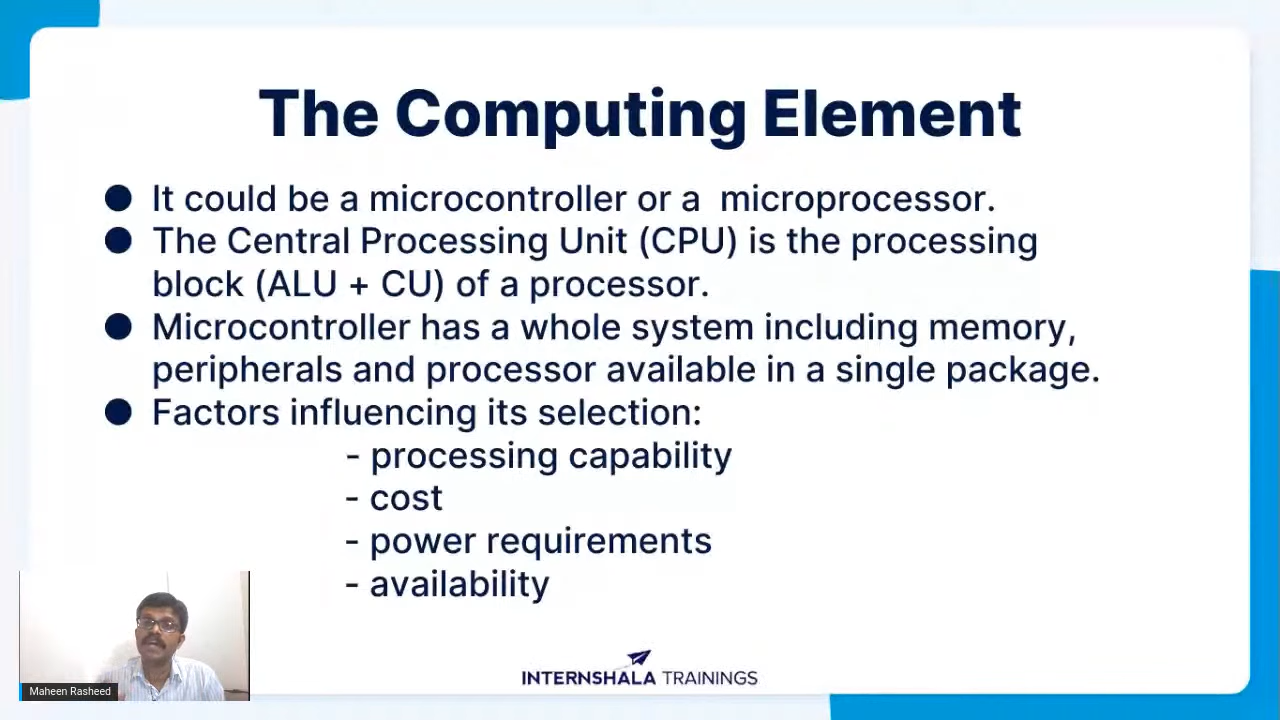 The Computing Element
● It could be a microcontroller or a microprocessor.
● The Central Processing Unit (CPU) is the processing
block (ALU + CU) of a processor.
● Microcontroller has a whole system including memory,
peripherals and processor available in a single package.
● Factors influencing its selection:
- processing capability
- cost
- power requirements
- availability
Maheen Rasheed
INTERNSHALA TRAININGS